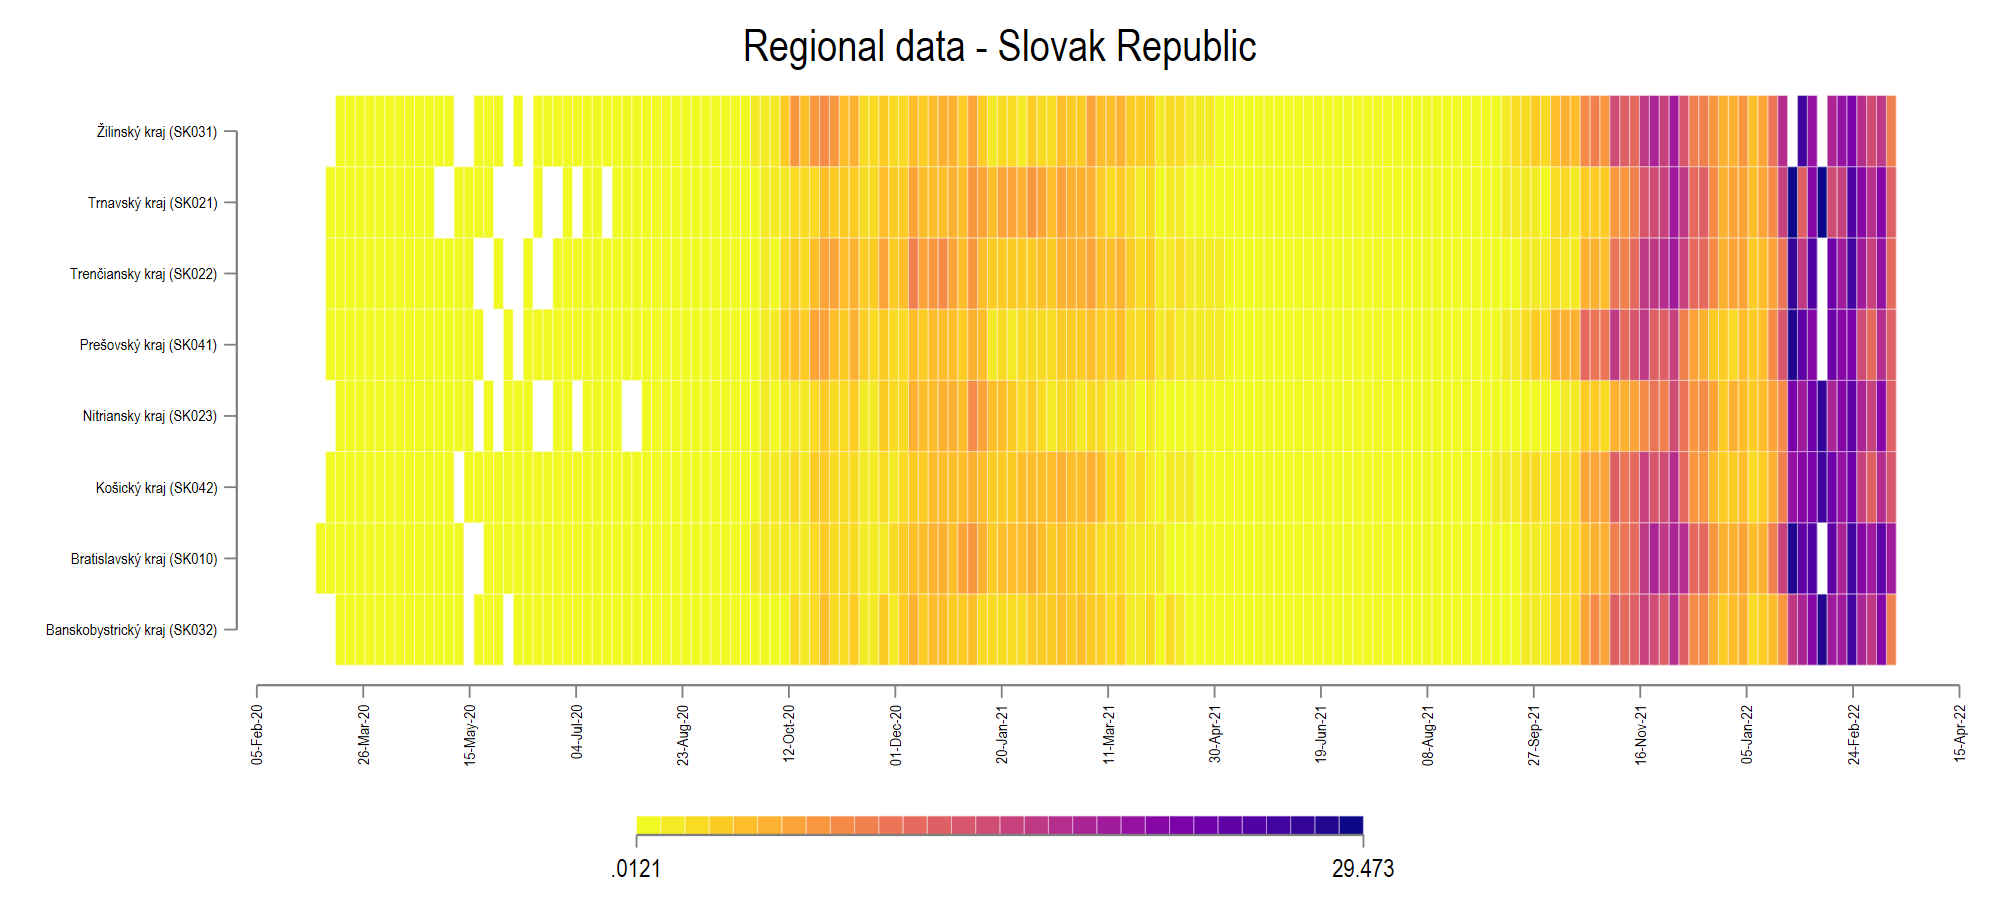 Regional data - Slovak Republic
Žilinský kraj (SK031)
Trnavský kraj (SK021)
Trenčiansky kraj (SK022)
Prešovský kraj (SK041)
Nitriansky kraj (SK023)
Košický kraj (SK042)
Bratislavský kraj (SK010)
Banskobystrický kraj (SK032)
05-Feb-20
26-Mar-20
15-May-20
04-Jul-20
23-Aug-20
12-Oct-20
01-Dec-20
20-Jan-21
11-Mar-21
30-Apr-21
19-Jun-21
08-Aug-21
27-Sep-21
16-Nov-21
05-Jan-22
24-Feb-22
15-Apr-22
.0121
29.473